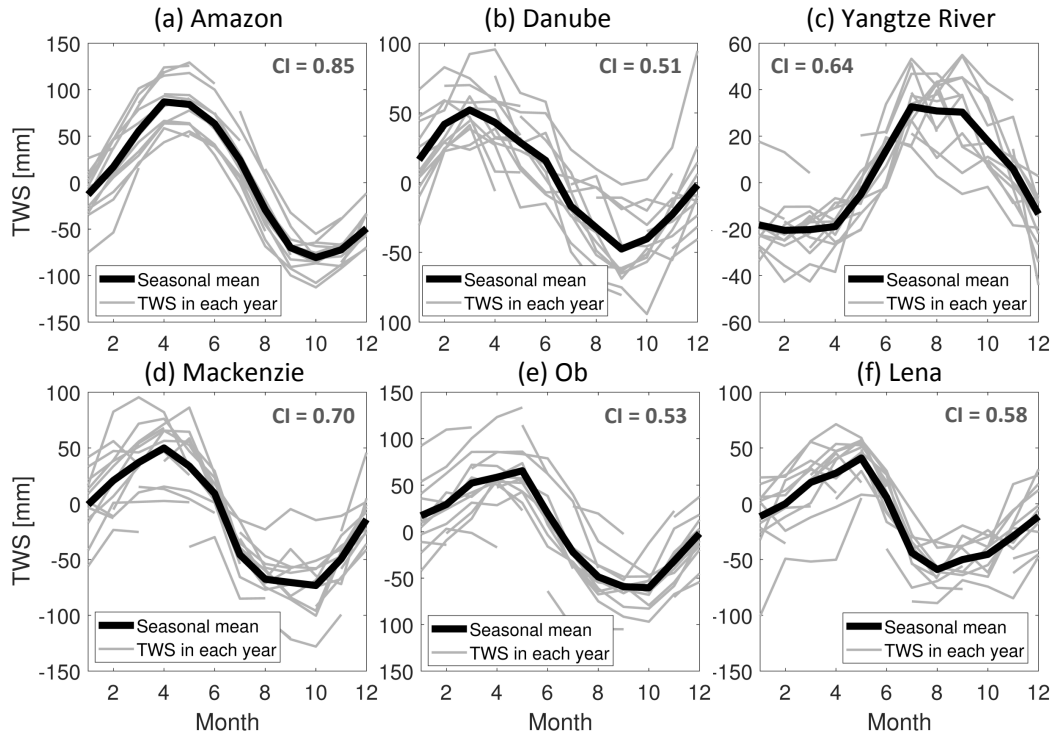 (a) Amazon
CI = 0.85
TWS [mm]
150
100
50
0
-50
-100
-150
Seasonal mean
TWS in each year
2 4 6 8 10 12
(b) Danube
CI = 0.51
100
50
0
-50
100
Seasonal mean
TWS in each year
2 4 6 8 10 12
(c) Yangtze River
CI = 0.64
60
40
20
0
-20
-40
-60
Seasonal mean
TWS in each year
2 4 6 8 10 12
(d) Mackenzie
CI = 0.70
TWS [mm]
100
50
0
-50
-100
-150
Seasonal mean
TWS in each year
2 4 6 8 10 12
Month
(e) Ob
CI = 0.53
150
100
50
0
-50
100
150
Seasonal mean
TWS in each year
2 4 6 8 10 12
Month
(f) Lena
CI = 0.58
100
50
0
-50
-100
-150
Seasonal mean
TWS in each year
2 4 6 8 10 12
Month